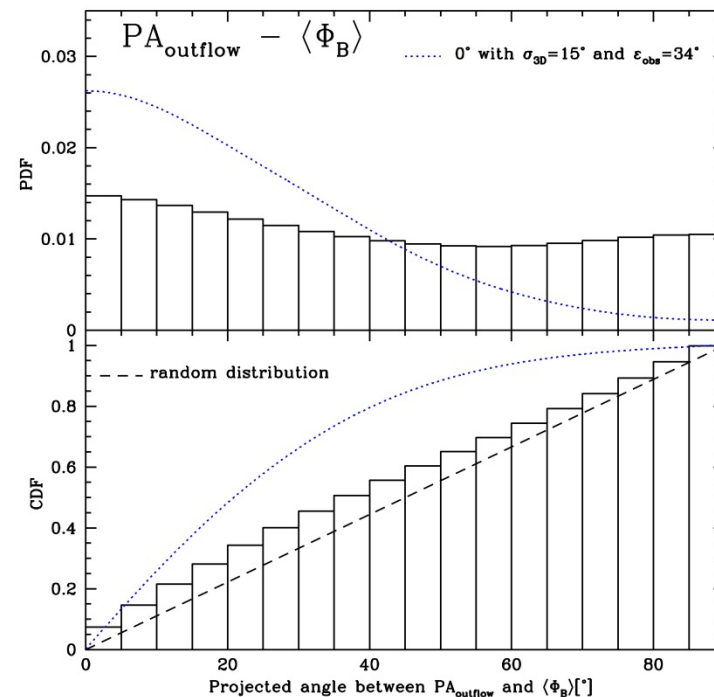 PA_outflow − ⟨Φ_B⟩
0° with σ_3D=15° and ε_obs=34°
0.03
0.02
0.01
0
PDF
1
0.8
0.6
0.4
0.2
0
CDF
random distribution
0 20 40 60 80
Projected angle between PA_outflow and ⟨Φ_B⟩[°]